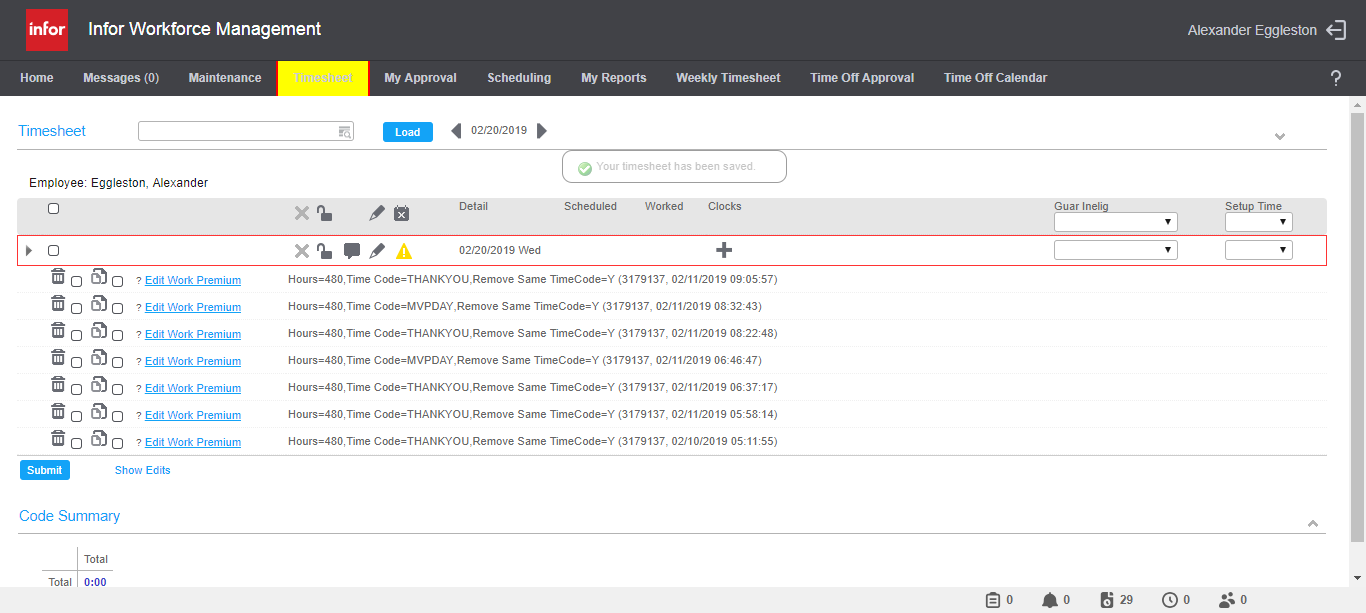 infor Infor Workforce Management Alexander Eggleston
Home Messages (0) Maintenance Timesheet My Approval Scheduling My Reports Weekly Timesheet Time Off Approval Time Off Calendar ?
Timesheet Load 02/20/2019
Your timesheet has been saved.
Employee: Eggleston, Alexander
Detail Scheduled Worked Clocks Guar Inelig Setup Time
02/20/2019 Wed
? Edit Work Premium Hours=480,Time Code=THANKYOU,Remove Same TimeCode=Y (3179137, 02/11/2019 09:05:57)
? Edit Work Premium Hours=480,Time Code=MVPDAY,Remove Same TimeCode=Y (3179137, 02/11/2019 08:32:43)
? Edit Work Premium Hours=480,Time Code=THANKYOU,Remove Same TimeCode=Y (3179137, 02/11/2019 08:22:48)
? Edit Work Premium Hours=480,Time Code=MVPDAY,Remove Same TimeCode=Y (3179137, 02/11/2019 06:46:47)
? Edit Work Premium Hours=480,Time Code=THANKYOU,Remove Same TimeCode=Y (3179137, 02/11/2019 06:37:17)
? Edit Work Premium Hours=480,Time Code=THANKYOU,Remove Same TimeCode=Y (3179137, 02/11/2019 05:58:14)
? Edit Work Premium Hours=480,Time Code=THANKYOU,Remove Same TimeCode=Y (3179137, 02/10/2019 05:11:55)
Submit Show Edits
Code Summary
Total
Total 0:00
0 0 29 0 0